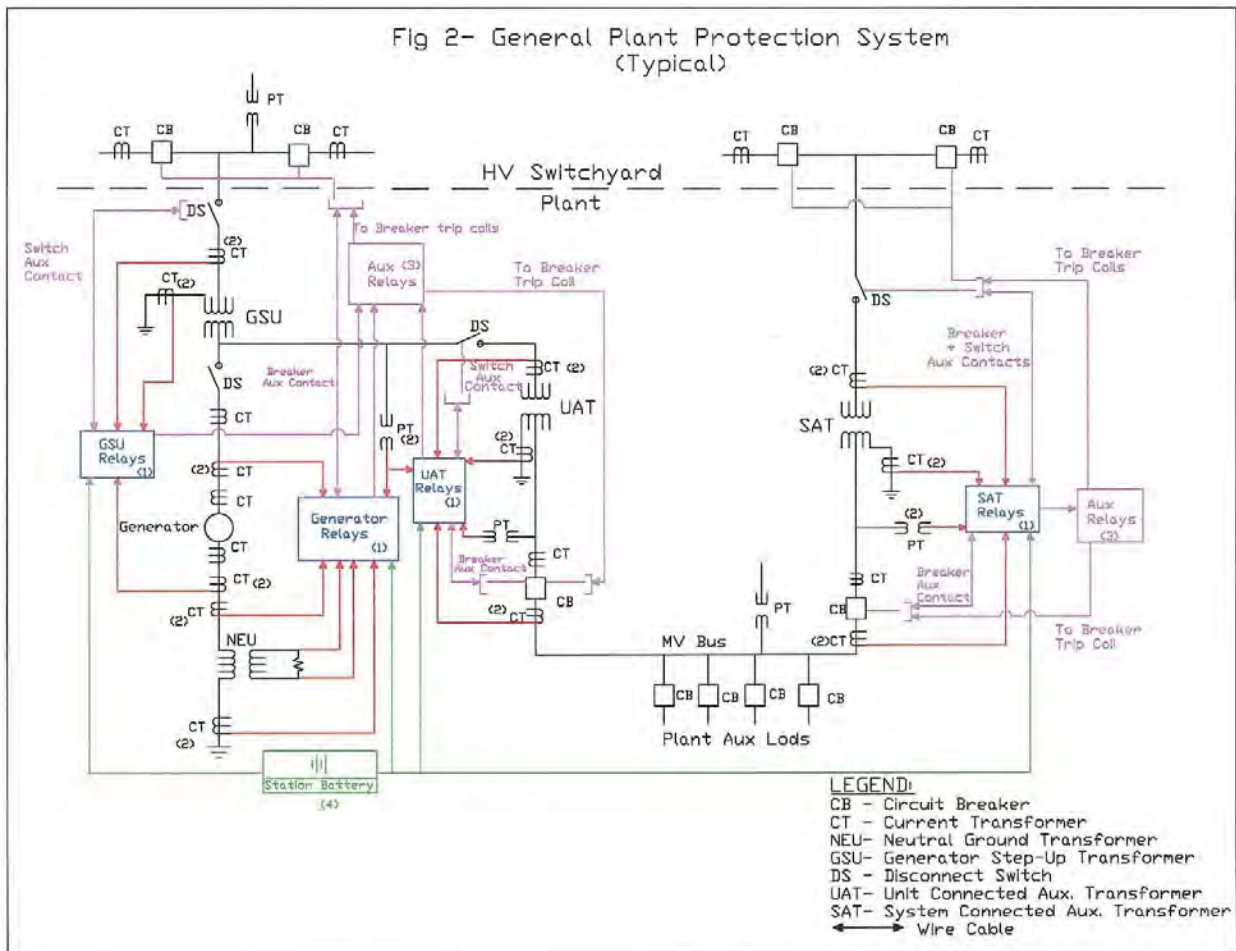 Fig 2- General Plant Protection System
(Typical)
PT
CT
CB
CB
CT
CT
CB
CB
CT
HV Switchyard
Plant
DS
Switch
Aux
Contact
(2)
CT
CT(2)
GSU
DS
CT
To Breaker trip coils
Aux (3)
Relays
To Breaker
Trip Coil
DS
Switch
Aux
Contact
CT (2)
UAT
Breaker
Aux Contact
PT
(2)
(2)
CT
GSU
Relays
(1)
(2)
CT
CT
Generator
CT
CT(2)
CT
(2)
NEU
CT
(2)
Generator
Relays
(1)
UAT
Relays
(1)
PT
CT
Breaker
Aux Contact
CB
(2)
CT
Station Battery
(4)
DS
To Breaker
Trip Coils
Breaker
+ Switch
Aux Contacts
(2) CT
SAT
CT (2)
SAT
Relays
(1)
Aux
Relays
(3)
(2)
PT
CT
Breaker
Aux
Contact
CB
(2)CT
To Breaker
Trip Coil
PT
MV Bus
CB
CB
CB
CB
Plant Aux Lods
LEGEND:
CB - Circuit Breaker
CT - Current Transformer
NEU- Neutral Ground Transformer
GSU- Generator Step-Up Transformer
DS - Disconnect Switch
UAT- Unit Connected Aux. Transformer
SAT- System Connected Aux. Transformer
Wire Cable